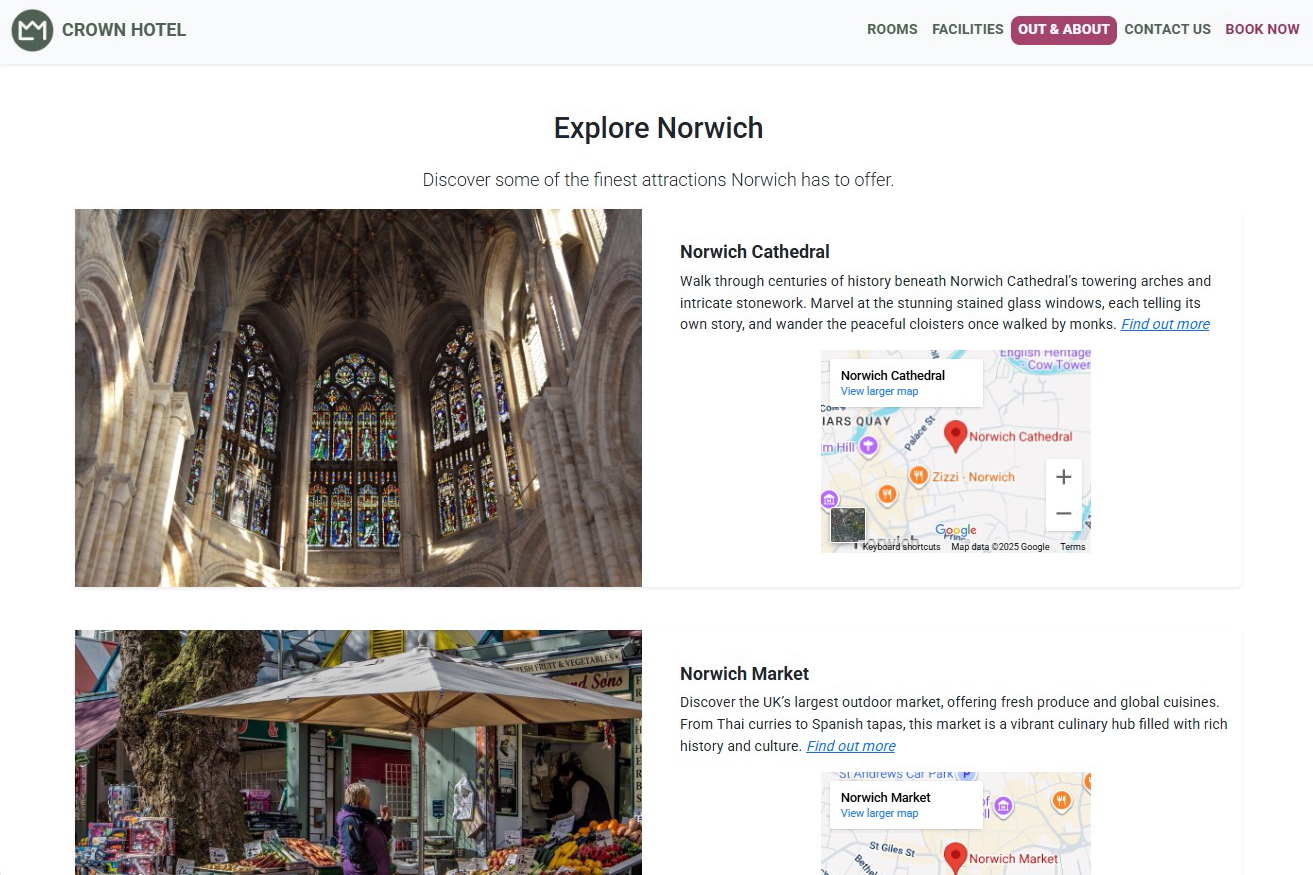 CROWN HOTEL
ROOMS FACILITIES OUT & ABOUT CONTACT US BOOK NOW
Explore Norwich
Discover some of the finest attractions Norwich has to offer.
Norwich Cathedral
Walk through centuries of history beneath Norwich Cathedral’s towering arches and
intricate stonework. Marvel at the stunning stained glass windows, each telling its
own story, and wander the peaceful cloisters once walked by monks. Find out more
English Heritage
Cow Tower
Norwich Cathedral
View larger map
IARS QUAY
Palace St
Norwich Cathedral
m Hill
Zizzi - Norwich
Google
Norwich
Keyboard shortcuts Map data ©2025 Google Terms
FRUIT & VEGETABLES
nd Sons
Norwich Market
Discover the UK’s largest outdoor market, offering fresh produce and global cuisines.
From Thai curries to Spanish tapas, this market is a vibrant culinary hub filled with rich
history and culture. Find out more
St Andrews Car Park P
Norwich Market
View larger map
of
St Giles St
Norwich Market
Bethel